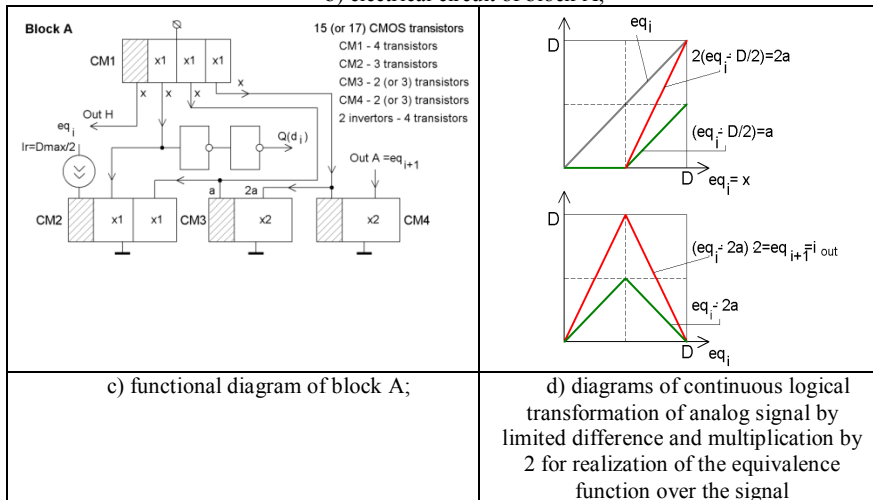 b) electrical circuit of block A;
Block A
15 (or 17) CMOS transistors
CM1 - 4 transistors
CM2 - 3 transistors
CM3 - 2 (or 3) transistors
CM4 - 2 (or 3) transistors
2 invertors - 4 transistors
CM1
x1
x1
x1
x
x
x
x
Out H
eq i
Q(d i)
Ir=Dmax/2
Out A =eq i+1
a
2a
CM2
x1
x1
CM3
x2
x2
CM4
D
eq i
2(eq i - D/2)=2a
(eq i - D/2)=a
D
eq i = x
(eq i - 2a) 2=eq i+1 =i out
eq i - 2a
D
eq i
c) functional diagram of block A;
d) diagrams of continuous logical
transformation of analog signal by
limited difference and multiplication by
2 for realization of the equivalence
function over the signal